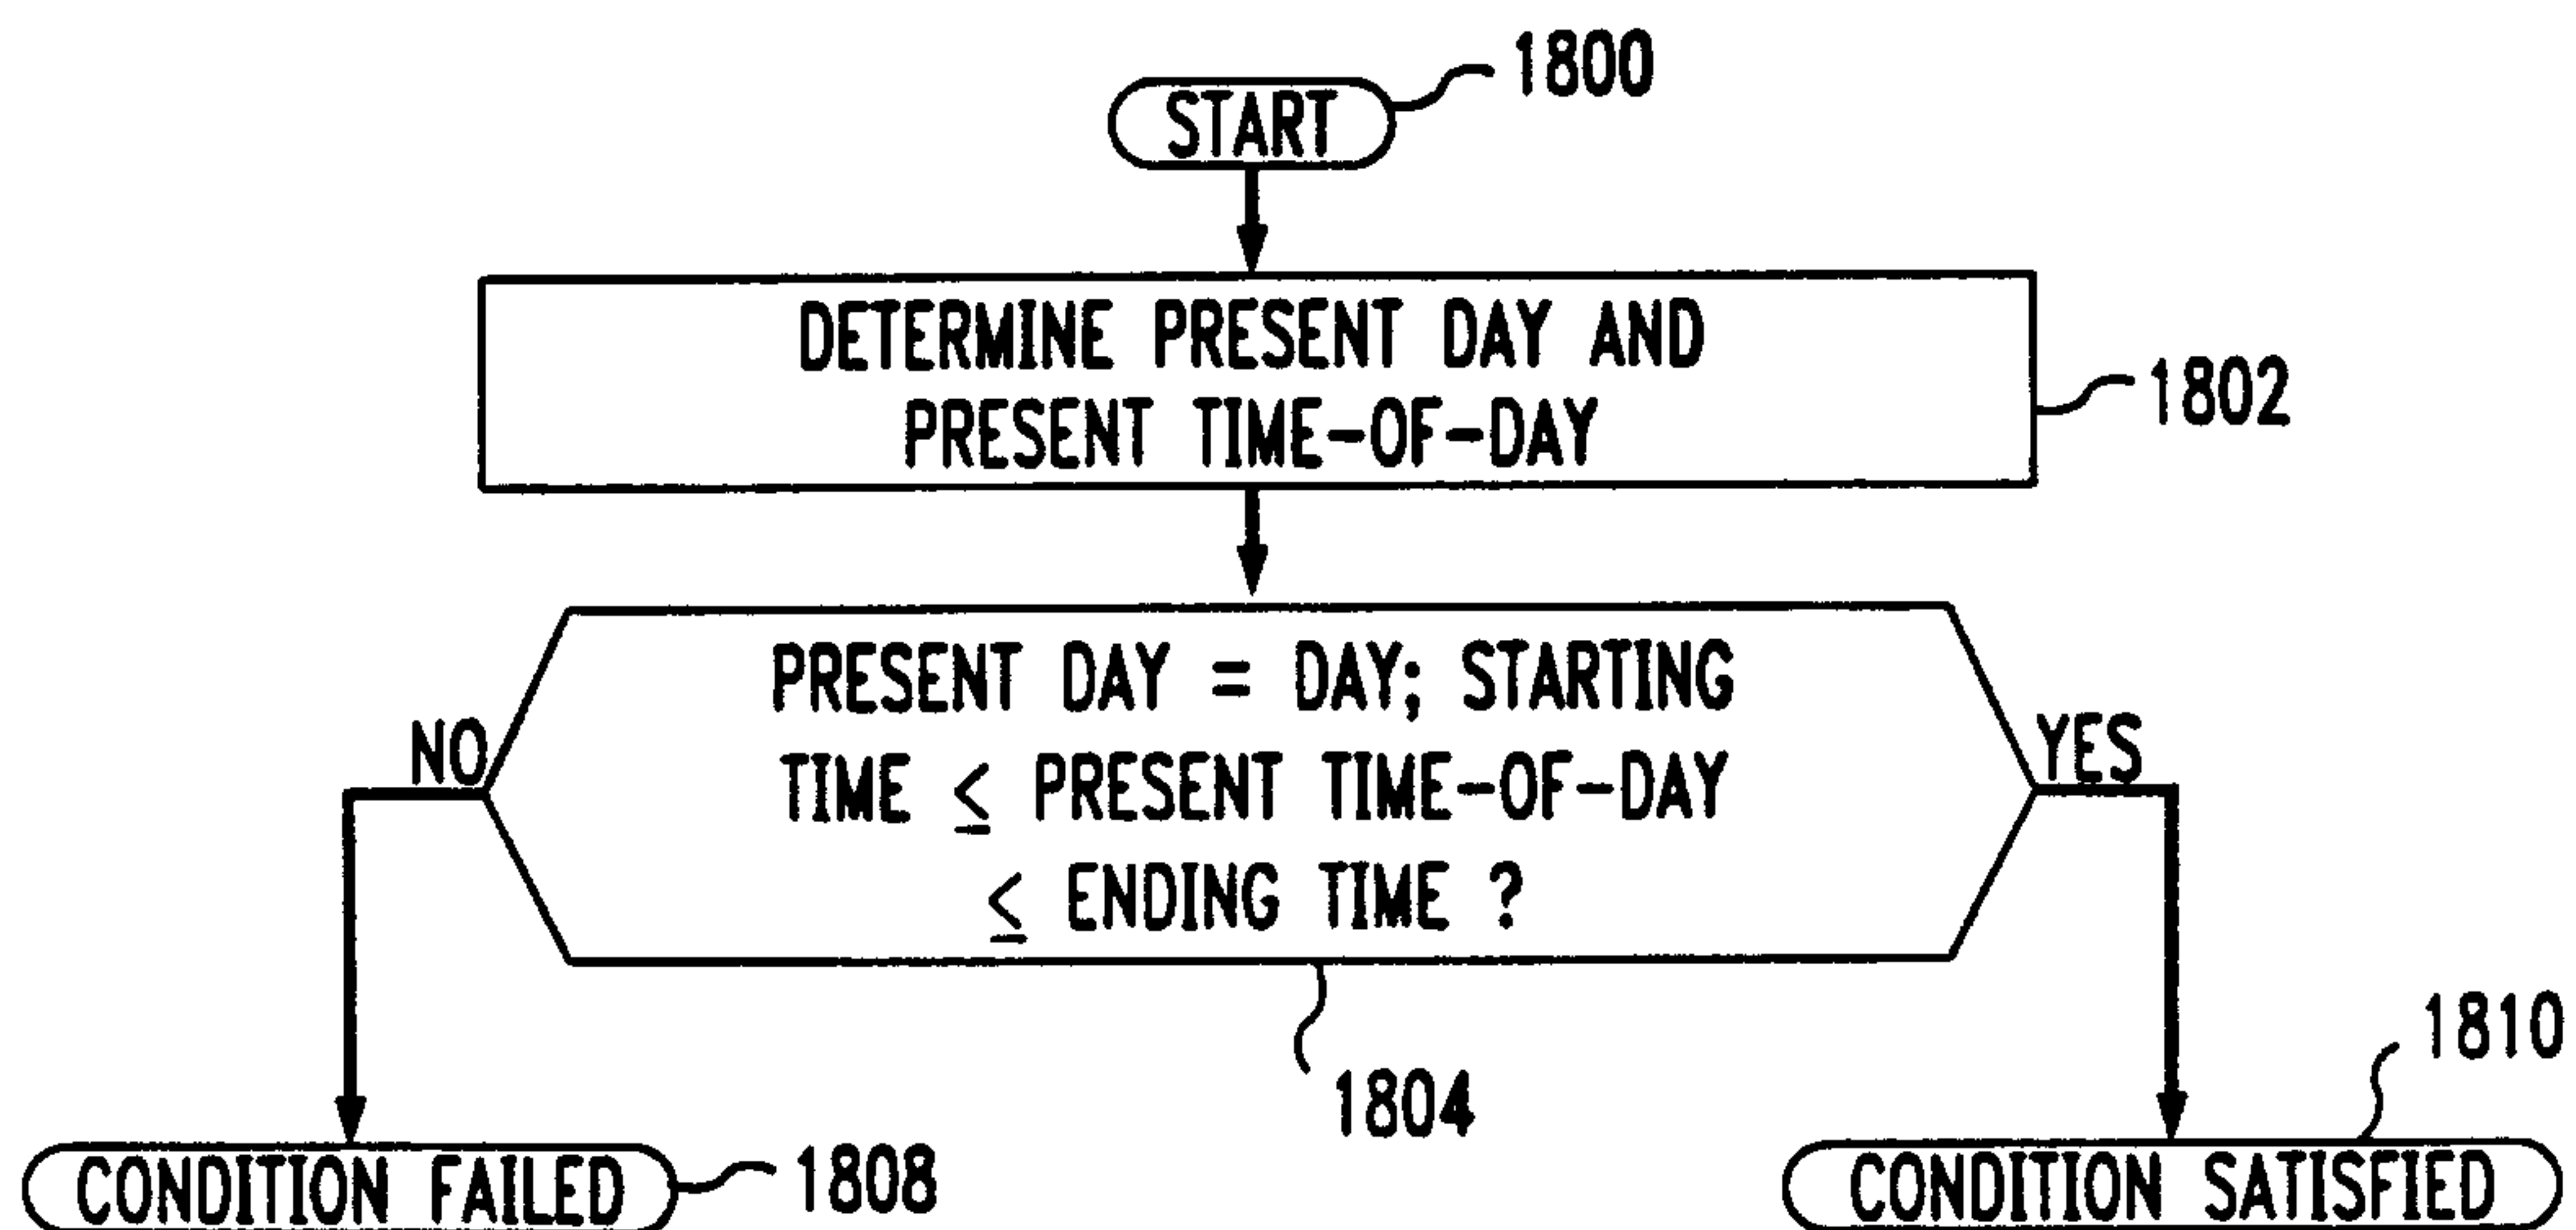 START
1800
DETERMINE PRESENT DAY AND
PRESENT TIME-OF-DAY
1802
PRESENT DAY = DAY; STARTING
TIME ≤ PRESENT TIME-OF-DAY
≤ ENDING TIME ?
NO
YES
1804
CONDITION FAILED
1808
1810
CONDITION SATISFIED